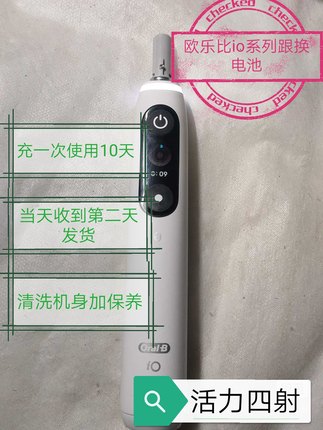 checked
欧乐比io系列跟换
电池
checked
充一次使用10天
0:09
当天收到第二天
发货
清洗机身加保养
Oral-B
iO
活力四射